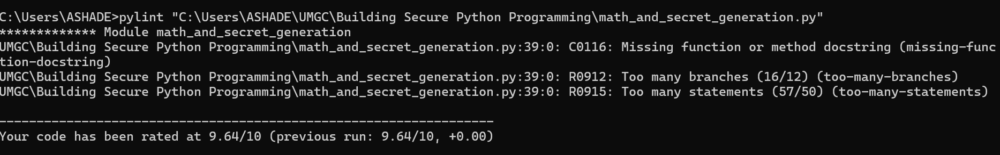 C:\Users\ASHADE>pylint "C:\Users\ASHADE\UMGC\Building Secure Python Programming\math_and_secret_generation.py"
************* Module math_and_secret_generation
UMGC\Building Secure Python Programming\math_and_secret_generation.py:39:0: C0116: Missing function or method docstring (missing-func
tion-docstring)
UMGC\Building Secure Python Programming\math_and_secret_generation.py:39:0: R0912: Too many branches (16/12) (too-many-branches)
UMGC\Building Secure Python Programming\math_and_secret_generation.py:39:0: R0915: Too many statements (57/50) (too-many-statements)
------------------------------------------------------------------
Your code has been rated at 9.64/10 (previous run: 9.64/10, +0.00)